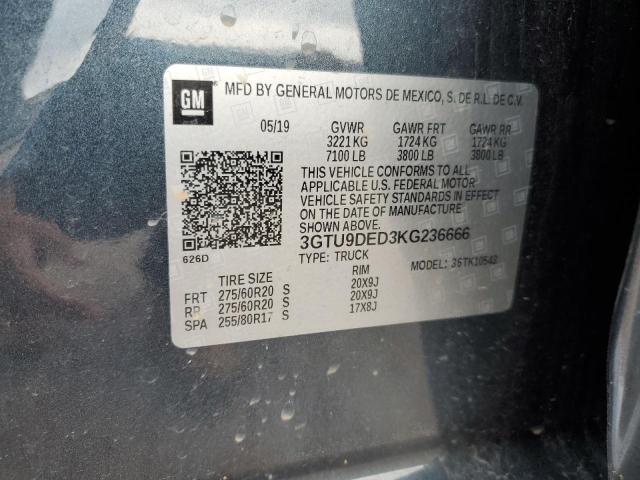 GM
MFD BY GENERAL MOTORS DE MEXICO, S. DE R.L. DE C.V.
05/19 GVWR GAWR FRT GAWR RR
3221 KG 1724 KG 1724 KG
7100 LB 3800 LB 3800 LB
THIS VEHICLE CONFORMS TO ALL
APPLICABLE U.S. FEDERAL MOTOR
VEHICLE SAFETY STANDARDS IN EFFECT
ON THE DATE OF MANUFACTURE
SHOWN ABOVE.
3GTU9DED3KG236666
626D TYPE: TRUCK MODEL: 36TK10543
TIRE SIZE RIM
FRT 275/60R20 S 20X9J
RR 275/60R20 S 20X9J
SPA 255/80R17 S 17X8J